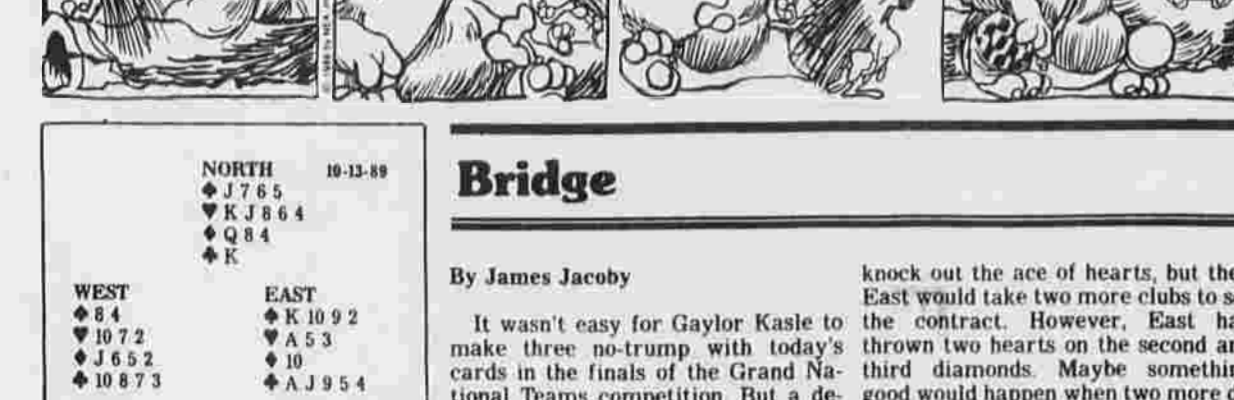 NORTH 10-13-89
♠ J 7 6 5
♥ K J 8 6 4
♦ Q 8 4
♣ K
WEST
♠ 8 4
♥ 10 7 2
♦ J 6 5 2
♣ 10 8 7 3
EAST
♠ K 10 9 2
♥ A 5 3
♦ 10
♣ A J 9 5 4
Bridge
By James Jacoby
It wasn't easy for Gaylor Kasle to
make three no-trump with today's
cards in the finals of the Grand Na-
tional Teams competition. But a de-
knock out the ace of hearts, but
East would take two more clubs to
the contract. However, East
thrown two hearts on the second
third diamonds. Maybe
good would happen when two more